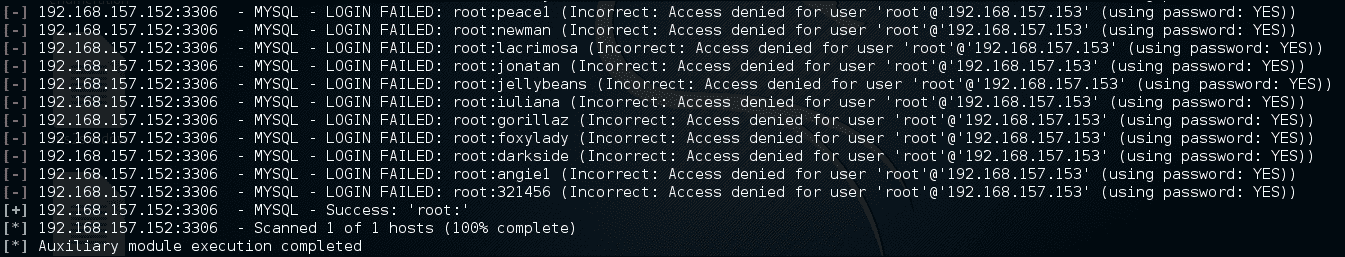 [-] 192.168.157.152:3306  - MYSQL - LOGIN FAILED: root:peace1 (Incorrect: Access denied for user 'root'@'192.168.157.153' (using password: YES))
[-] 192.168.157.152:3306  - MYSQL - LOGIN FAILED: root:newman (Incorrect: Access denied for user 'root'@'192.168.157.153' (using password: YES))
[-] 192.168.157.152:3306  - MYSQL - LOGIN FAILED: root:lacrimosa (Incorrect: Access denied for user 'root'@'192.168.157.153' (using password: YES))
[-] 192.168.157.152:3306  - MYSQL - LOGIN FAILED: root:jonatan (Incorrect: Access denied for user 'root'@'192.168.157.153' (using password: YES))
[-] 192.168.157.152:3306  - MYSQL - LOGIN FAILED: root:jellybeans (Incorrect: Access denied for user 'root'@'192.168.157.153' (using password: YES))
[-] 192.168.157.152:3306  - MYSQL - LOGIN FAILED: root:iuliana (Incorrect: Access denied for user 'root'@'192.168.157.153' (using password: YES))
[-] 192.168.157.152:3306  - MYSQL - LOGIN FAILED: root:gorillaz (Incorrect: Access denied for user 'root'@'192.168.157.153' (using password: YES))
[-] 192.168.157.152:3306  - MYSQL - LOGIN FAILED: root:foxylady (Incorrect: Access denied for user 'root'@'192.168.157.153' (using password: YES))
[-] 192.168.157.152:3306  - MYSQL - LOGIN FAILED: root:darkside (Incorrect: Access denied for user 'root'@'192.168.157.153' (using password: YES))
[-] 192.168.157.152:3306  - MYSQL - LOGIN FAILED: root:angie1 (Incorrect: Access denied for user 'root'@'192.168.157.153' (using password: YES))
[-] 192.168.157.152:3306  - MYSQL - LOGIN FAILED: root:321456 (Incorrect: Access denied for user 'root'@'192.168.157.153' (using password: YES))
[+] 192.168.157.152:3306  - MYSQL - Success: 'root:'
[*] 192.168.157.152:3306  - Scanned 1 of 1 hosts (100% complete)
[*] Auxiliary module execution completed